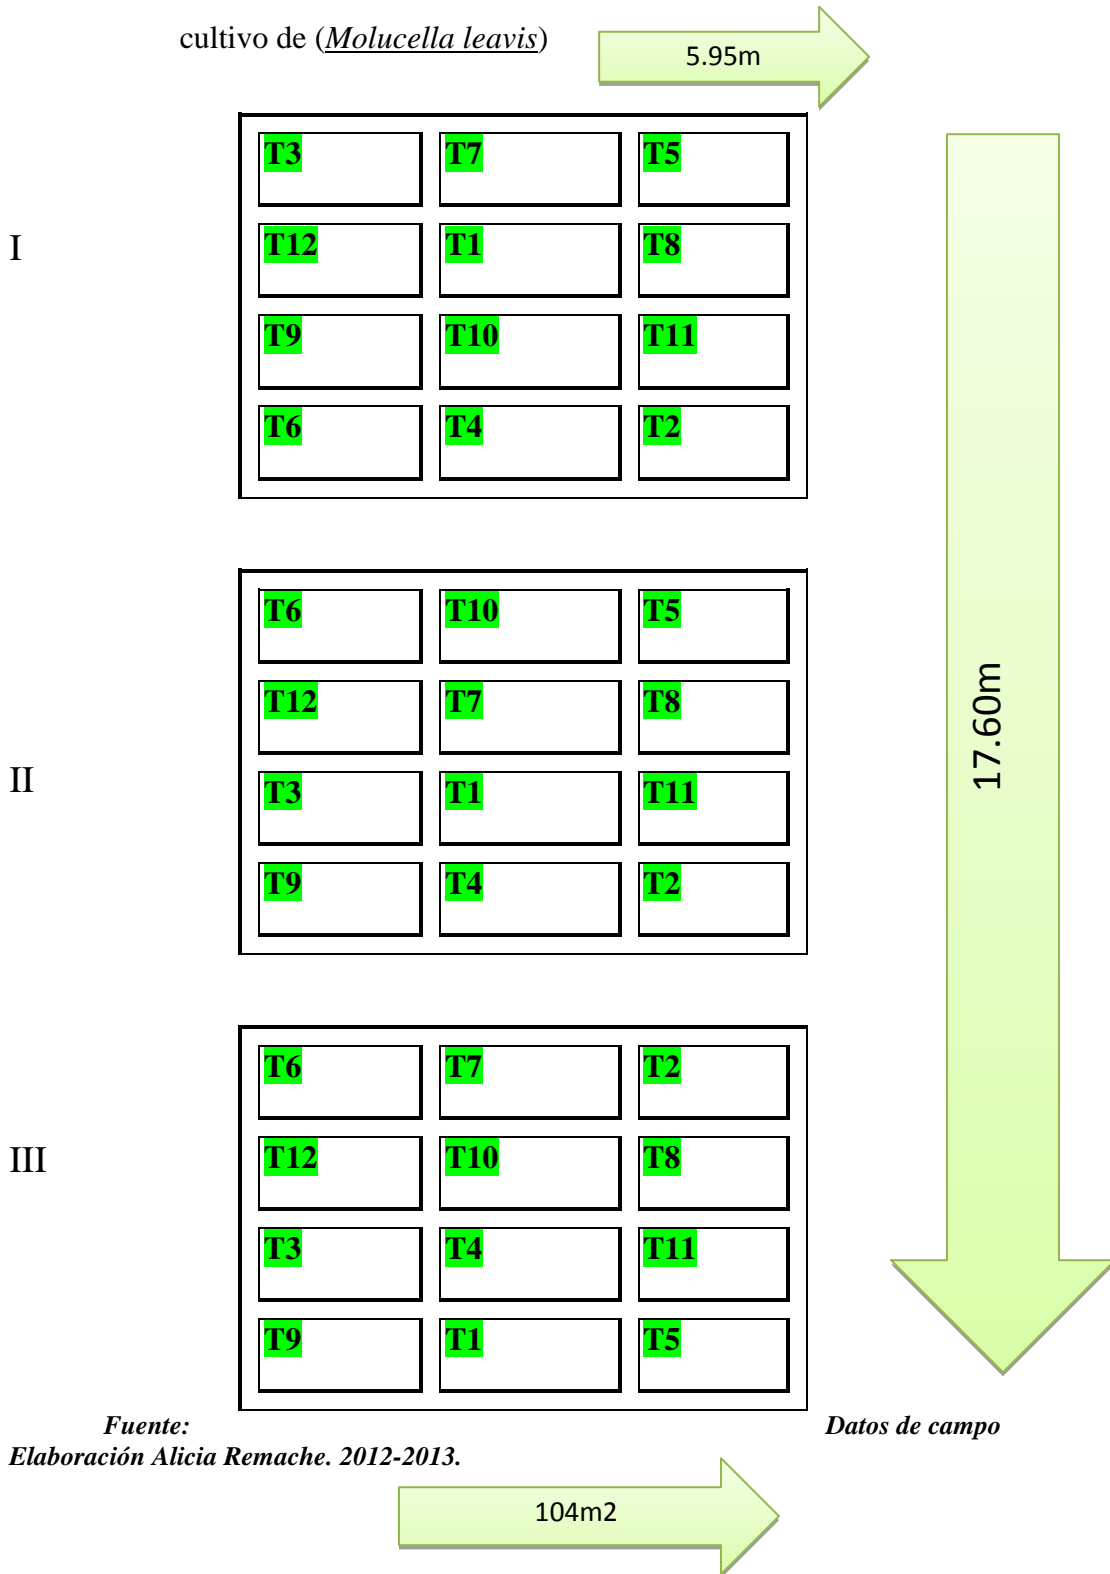 cultivo de (Molucella leavis)
5.95m
I
T3 T7 T5
T12 T1 T8
T9 T10 T11
T6 T4 T2
II
T6 T10 T5
T12 T7 T8
T3 T1 T11
T9 T4 T2
17.60m
III
T6 T7 T2
T12 T10 T8
T3 T4 T11
T9 T1 T5
Fuente: Datos de campo
Elaboración Alicia Remache. 2012-2013.
104m2